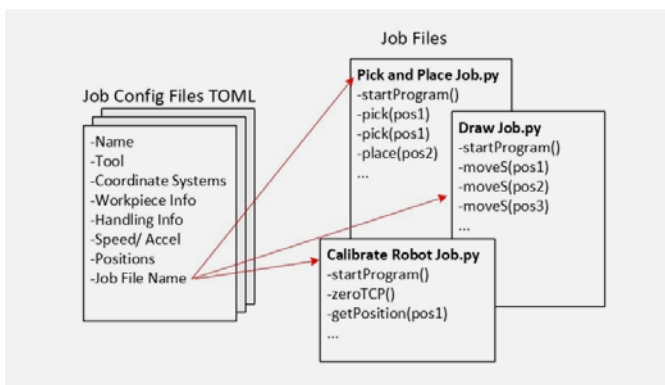 Job Files
Job Config Files TOML
-Name
-Tool
-Coordinate Systems
-Workpiece Info
-Handling Info
-Speed/ Accel
-Positions
-Job File Name
Pick and Place Job.py
-startProgram()
-pick(pos1)
-pick(pos1)
-place(pos2)
...
Draw Job.py
-startProgram()
-moveS(pos1)
-moveS(pos2)
-moveS(pos3)
...
Calibrate Robot Job.py
-startProgram()
-zeroTCP()
-getPosition(pos1)
...